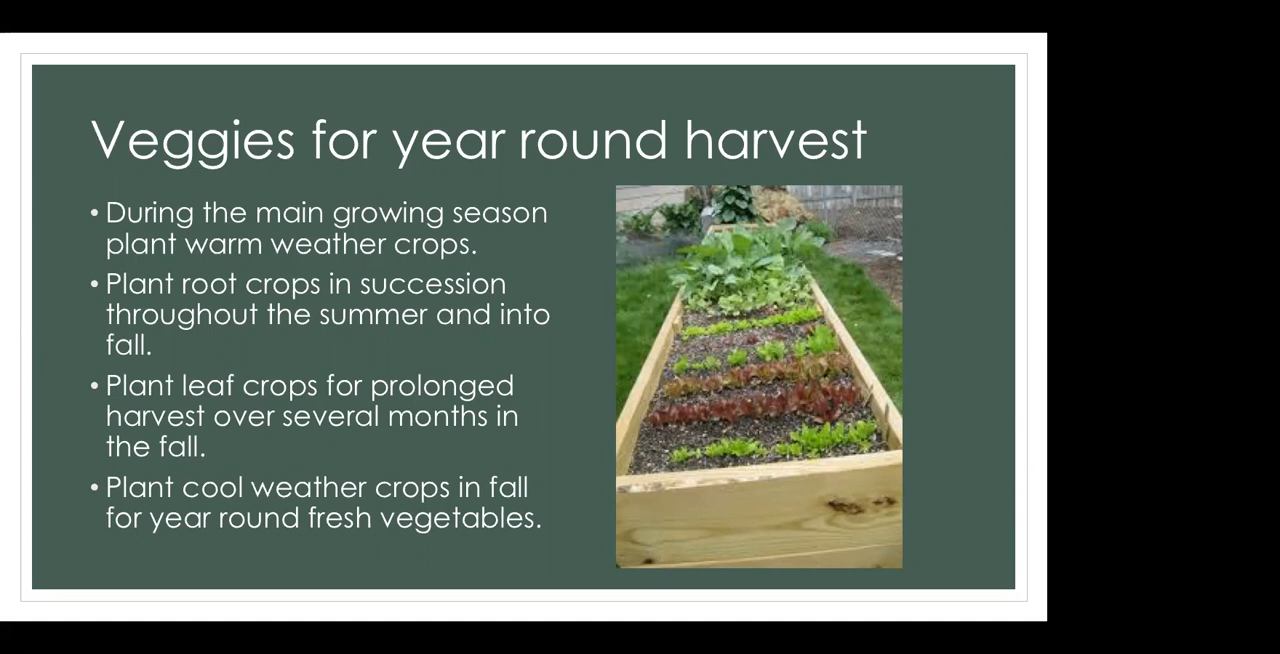 Veggies for year round harvest
• During the main growing season
plant warm weather crops.
• Plant root crops in succession
throughout the summer and into
fall.
• Plant leaf crops for prolonged
harvest over several months in
the fall.
• Plant cool weather crops in fall
for year round fresh vegetables.